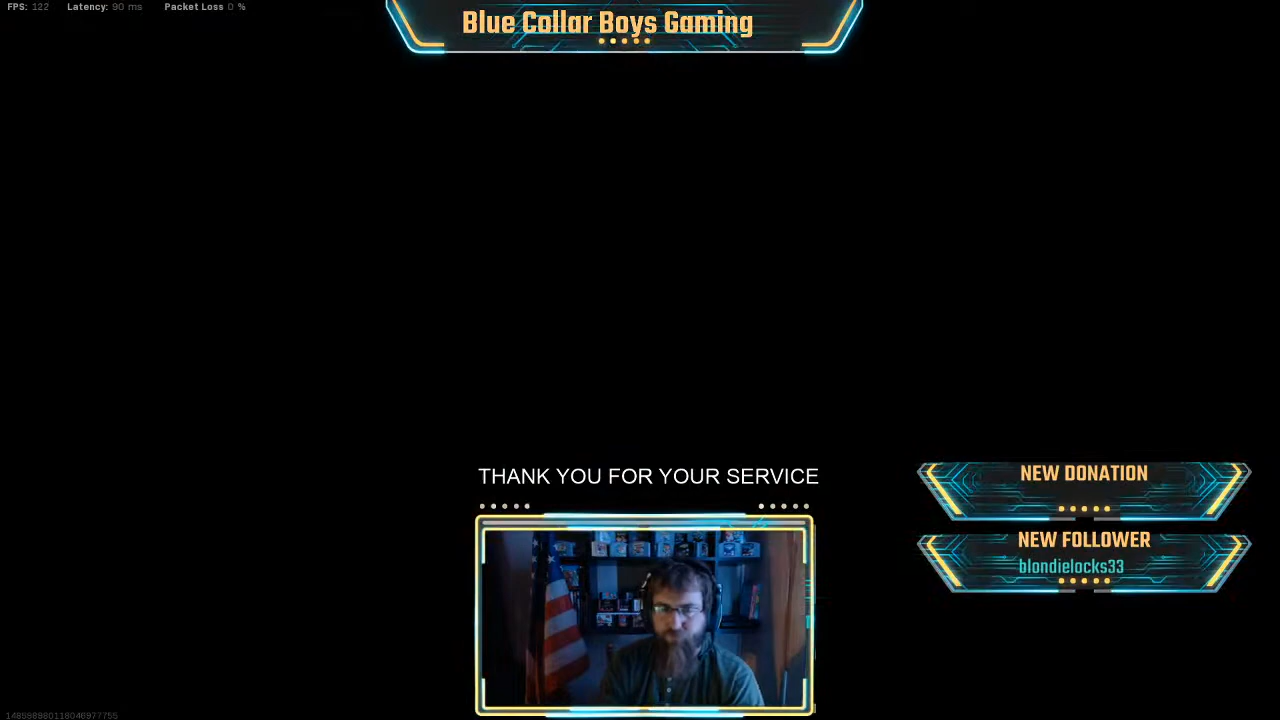 FPS: 122 Latency: 90 ms Packet Loss 0 %
Blue Collar Boys Gaming
THANK YOU FOR YOUR SERVICE
NEW DONATION
NEW FOLLOWER
blondielocks33